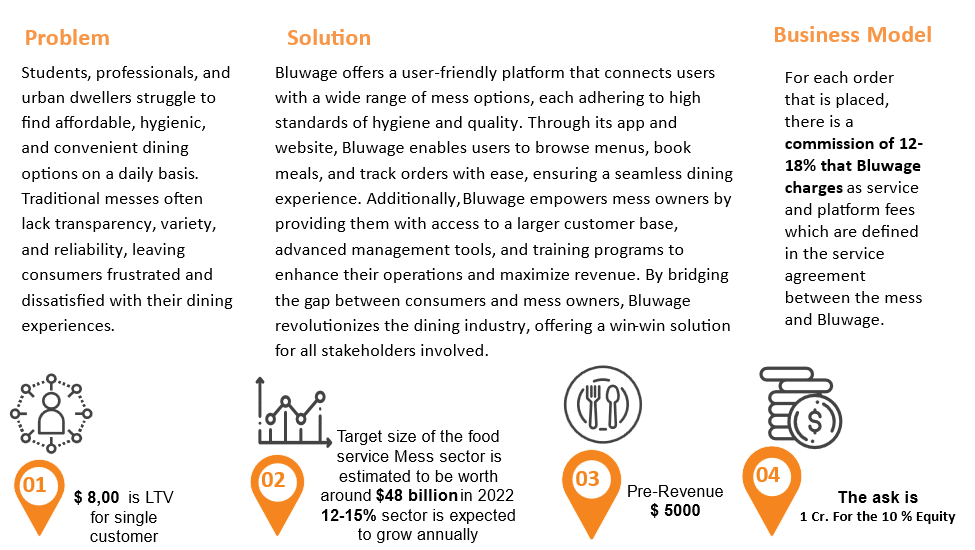 Problem
Students, professionals, and
urban dwellers struggle to
find affordable, hygienic,
and convenient dining
options on a daily basis.
Traditional messes often
lack transparency, variety,
and reliability, leaving
consumers frustrated and
dissatisfied with their dining
experiences.
Solution
Bluwage offers a user-friendly platform that connects users
with a wide range of mess options, each adhering to high
standards of hygiene and quality. Through its app and
website, Bluwage enables users to browse menus, book
meals, and track orders with ease, ensuring a seamless dining
experience. Additionally, Bluwage empowers mess owners by
providing them with access to a larger customer base,
advanced management tools, and training programs to
enhance their operations and maximize revenue. By bridging
the gap between consumers and mess owners, Bluwage
revolutionizes the dining industry, offering a win-win solution
for all stakeholders involved.
Business Model
For each order
that is placed,
there is a
commission of 12-
18% that Bluwage
charges as service
and platform fees
which are defined
in the service
agreement
between the mess
and Bluwage.
01
$ 8,00 is LTV
for single
customer
02
Target size of the food
service Mess sector is
estimated to be worth
around $48 billion in 2022
12-15% sector is expected
to grow annually
03
Pre-Revenue
$ 5000
$
04
The ask is
1 Cr. For the 10 % Equity